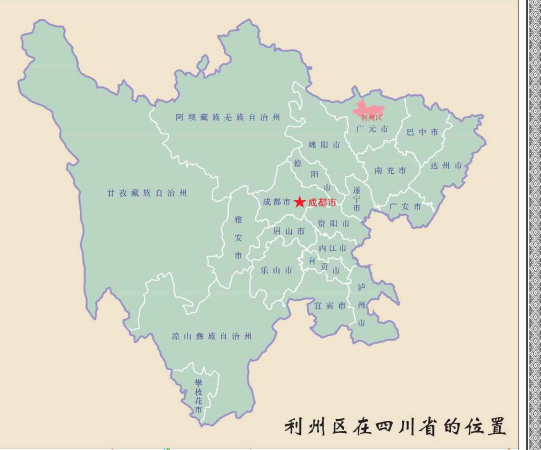 阿坝藏族羌族自治州
利州区
广元市
巴中市
绵阳市
德阳市
南充市
达州市
甘孜藏族自治州
遂宁市
成都市
成都市
广安市
雅安市
资阳市
眉山市
内江市
自贡市
乐山市
宜宾市
泸州市
凉山彝族自治州
攀枝花市
利州区在四川省的位置